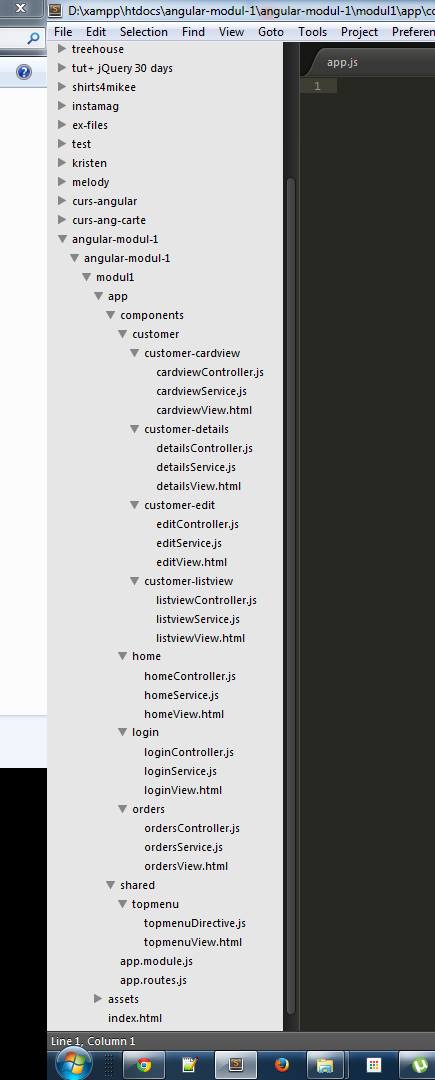 D:\xampp\htdocs\angular-modul-1\angular-modul-1\modul1\app\co
File Edit Selection Find View Goto Tools Project Preferen
treehouse
app.js
tut+ jQuery 30 days
1
shirts4mikee
instamag
ex-files
test
kristen
melody
curs-angular
curs-ang-carte
angular-modul-1
angular-modul-1
modul1
app
components
customer
customer-cardview
cardviewController.js
cardviewService.js
cardviewView.html
customer-details
detailsController.js
detailsService.js
detailsView.html
customer-edit
editController.js
editService.js
editView.html
customer-listview
listviewController.js
listviewService.js
listviewView.html
home
homeController.js
homeService.js
homeView.html
login
loginController.js
loginService.js
loginView.html
orders
ordersController.js
ordersService.js
ordersView.html
shared
topmenu
topmenuDirective.js
topmenuView.html
app.module.js
app.routes.js
assets
index.html
Line 1, Column 1